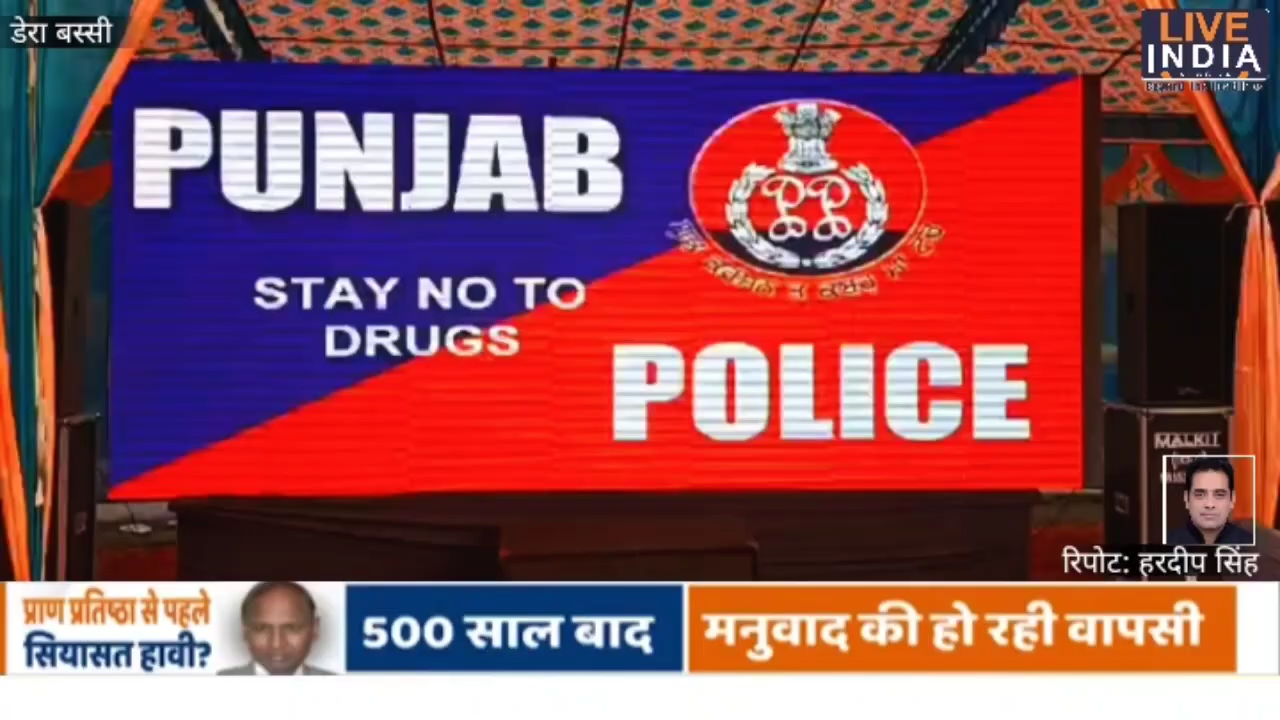 डेरा बस्सी
LIVE
INDIA
PUNJAB
STAY NO TO
DRUGS
POLICE
MALKIT
रिपोट: हरदीप सिंह
प्राण प्रतिष्ठा से पहले
सियासत हावी?
500 साल बाद
मनुवाद की हो रही वापसी